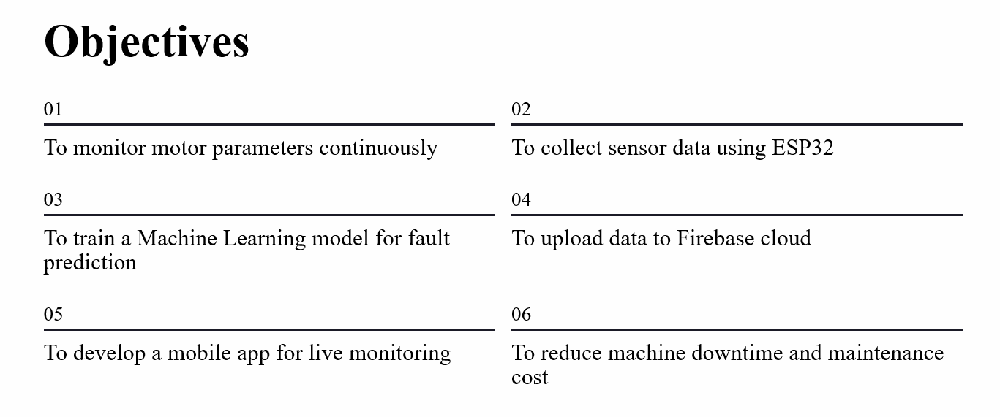 Objectives
01
To monitor motor parameters continuously
02
To collect sensor data using ESP32
03
To train a Machine Learning model for fault
prediction
04
To upload data to Firebase cloud
05
To develop a mobile app for live monitoring
06
To reduce machine downtime and maintenance
cost